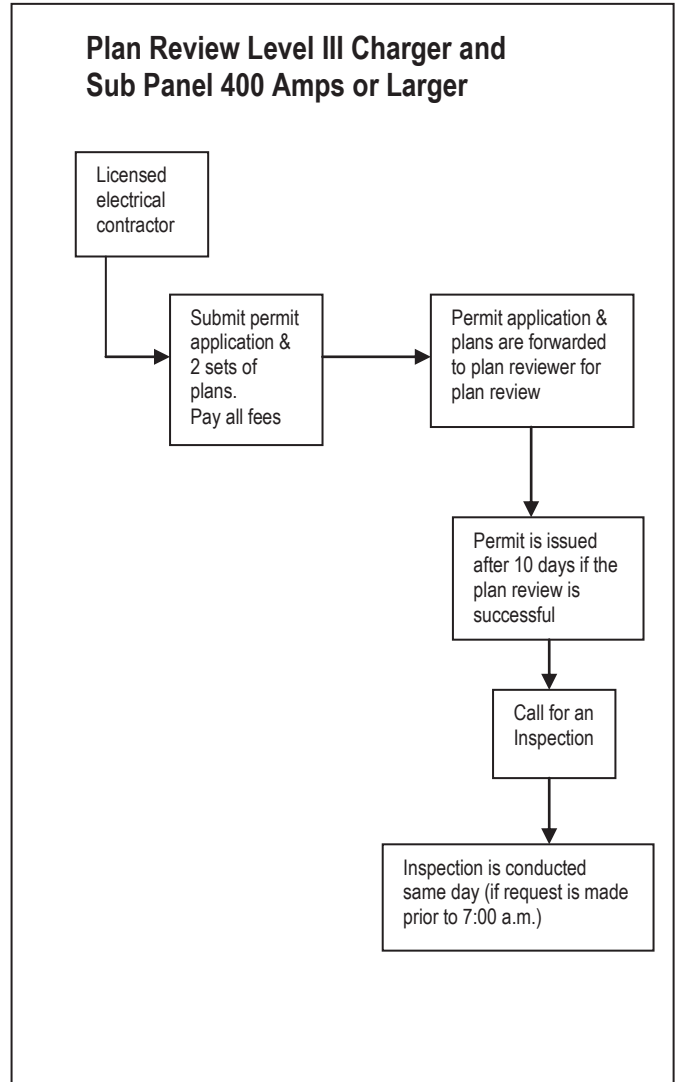 Plan Review Level III Charger and
Sub Panel 400 Amps or Larger
Licensed
electrical
contractor
Submit permit
application &
2 sets of
plans.
Pay all fees
Permit application &
plans are forwarded
to plan reviewer for
plan review
Permit is issued
after 10 days if the
plan review is
successful
Call for an
Inspection
Inspection is conducted
same day (if request is made
prior to 7:00 a.m.)